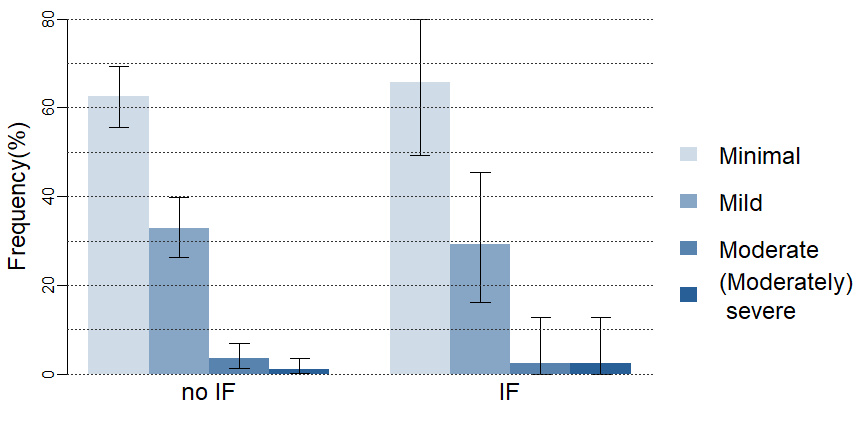 Frequency(%)
80
60
40
20
0
no IF
IF
Minimal
Mild
Moderate
(Moderately)
severe